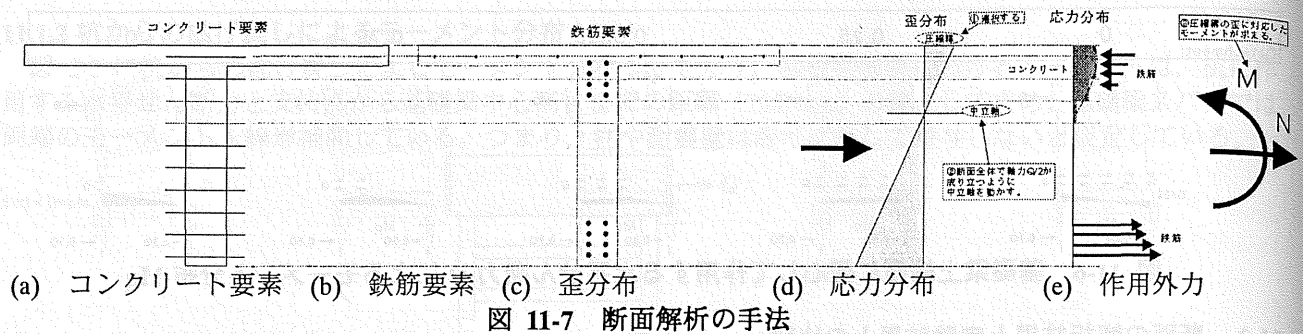 コンクリート要素
鉄筋要素
歪分布
①選択する
圧縮縁
応力分布
コンクリート
鉄筋
③圧縮縁の歪に対応した
モーメントが求える。
M
N
中立軸
②断面全体で軸力Q/2が
成り立つように
中立軸を動かす。
鉄筋
(a) コンクリート要素 (b) 鉄筋要素 (c) 歪分布 (d) 応力分布 (e) 作用外力
図 11-7 断面解析の手法